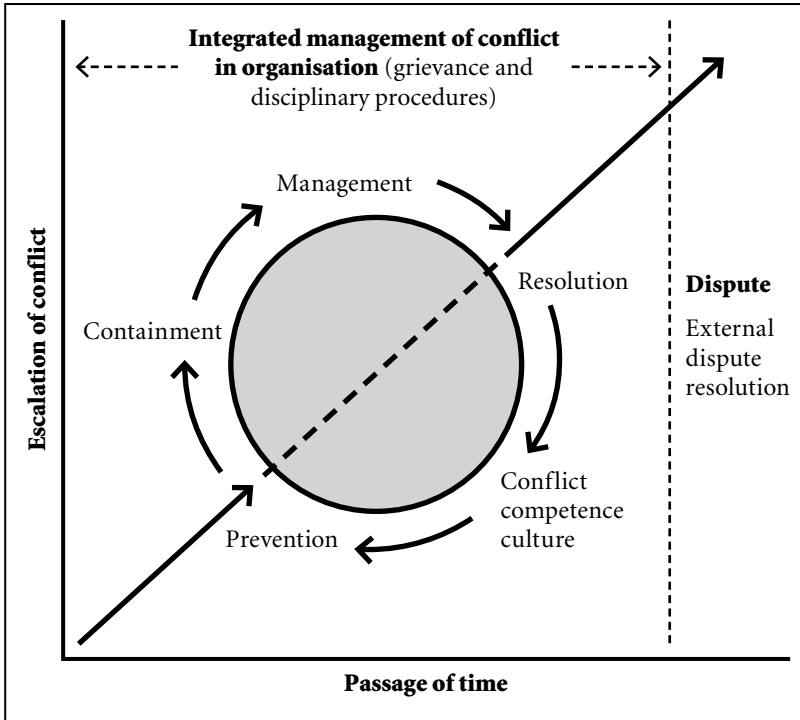 Integrated management of conflict
in organisation (grievance and
disciplinary procedures)
Management
Resolution
Containment
Dispute
External
dispute
resolution
Escalation of conflict
Conflict
competence
culture
Prevention
Passage of time